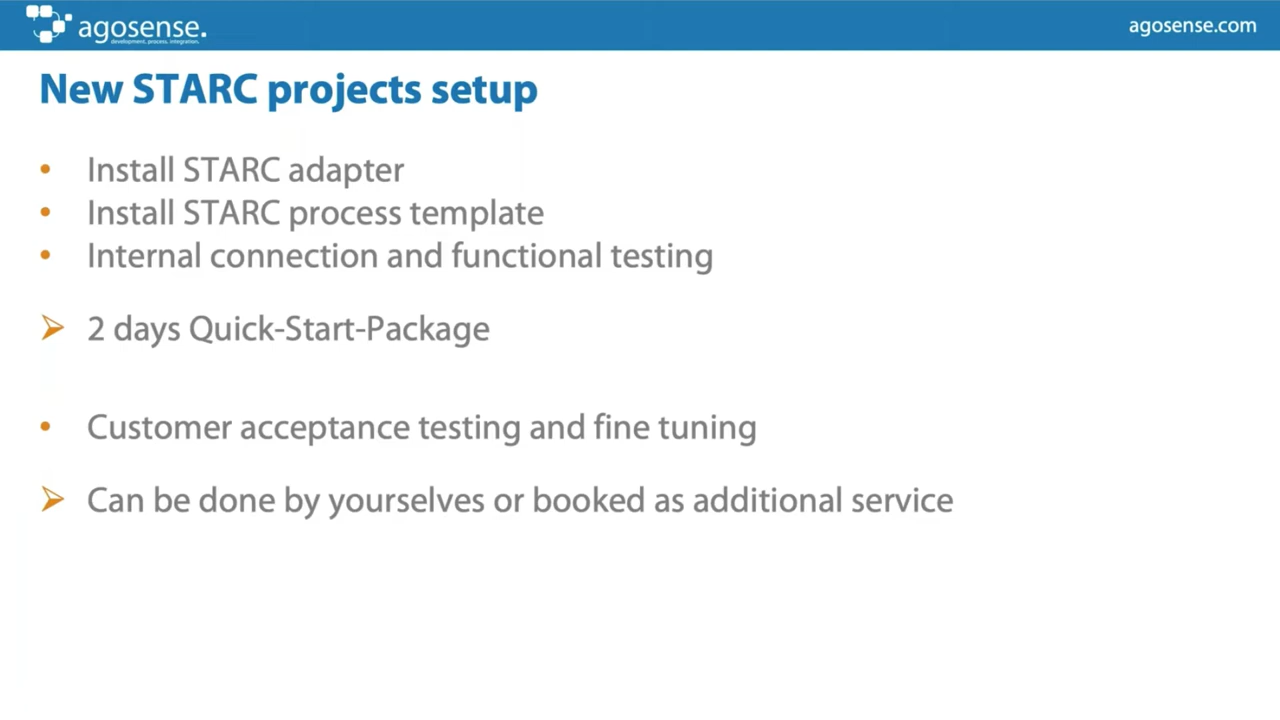 agosense.
development, process, integration.
agosense.com
New STARC projects setup
• Install STARC adapter
• Install STARC process template
• Internal connection and functional testing
➢ 2 days Quick-Start-Package
• Customer acceptance testing and fine tuning
➢ Can be done by yourselves or booked as additional service